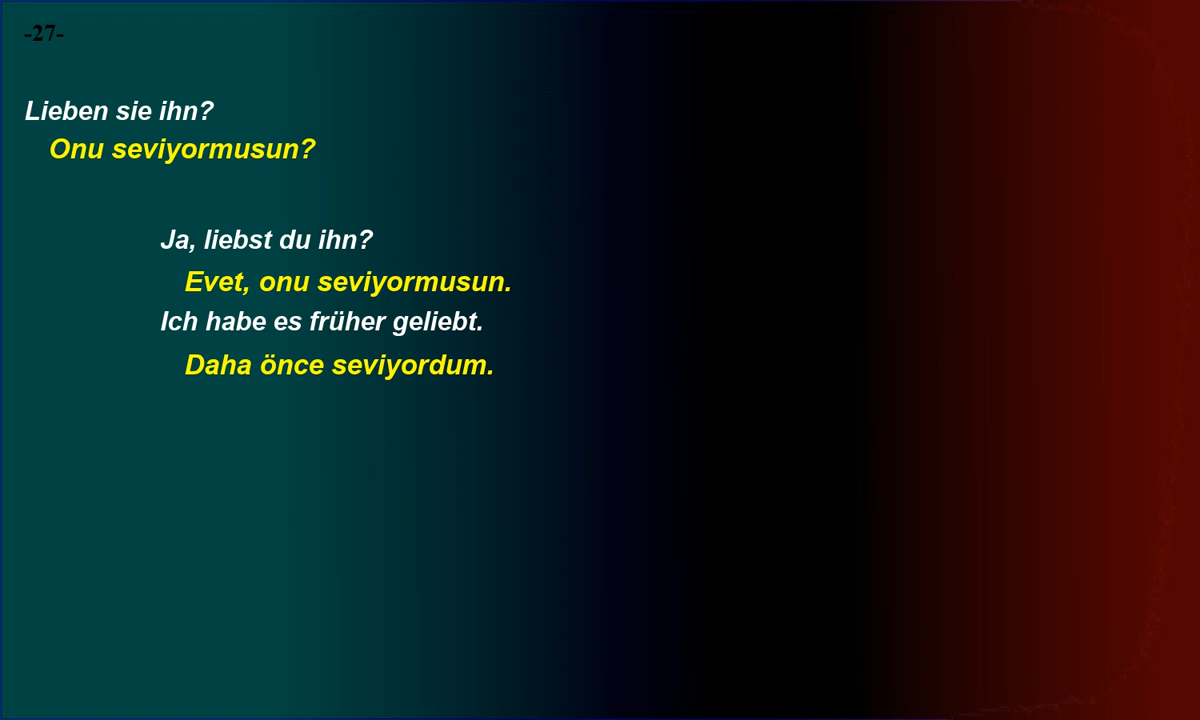 -27-
Lieben sie ihn?
Onu seviyormusun?
Ja, liebst du ihn?
Evet, onu seviyormusun.
Ich habe es früher geliebt.
Daha önce seviyordum.